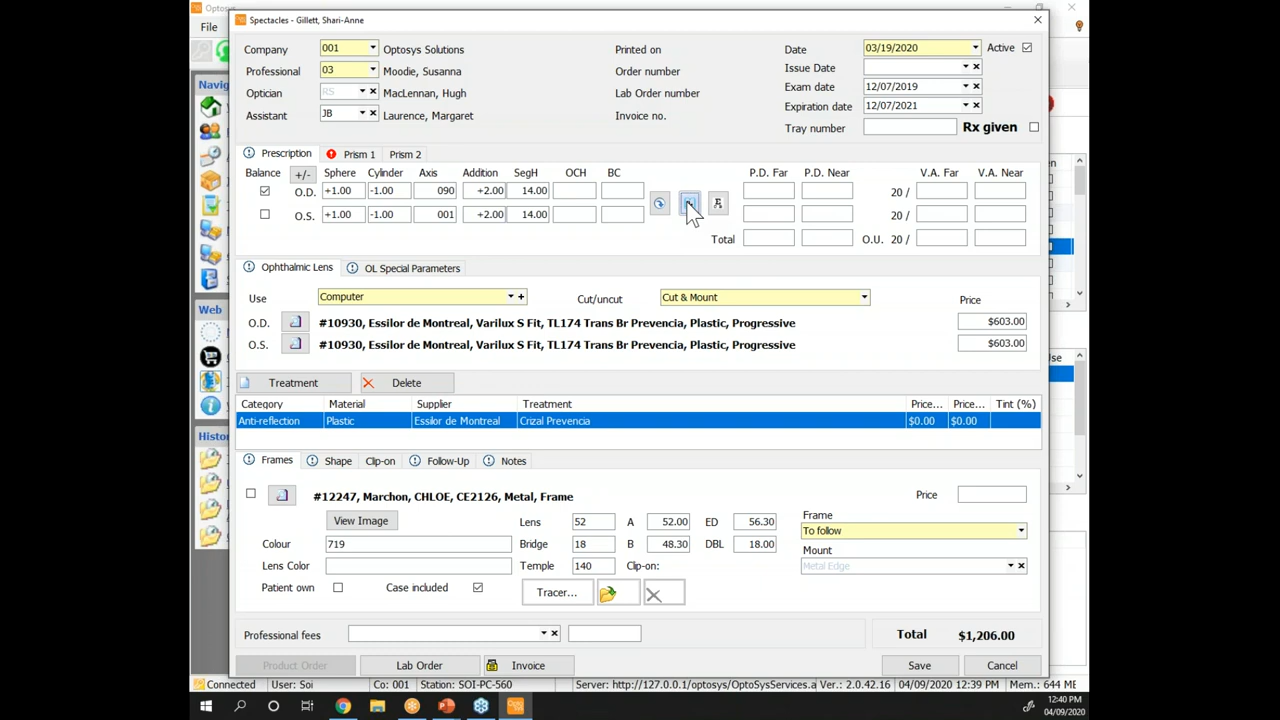 Optosys
Spectacles - Gillett, Shari-Anne
File
Company 001 Optosys Solutions Printed on Date 03/19/2020 Active
Professional 03 Moodie, Susanna Order number Issue Date
Optician RS MacLennan, Hugh Lab Order number Exam date 12/07/2019
Assistant JB Laurence, Margaret Invoice no. Expiration date 12/07/2021
Tray number Rx given
Navig
Prescription Prism 1 Prism 2
Balance +/- Sphere Cylinder Axis Addition SegH OCH BC P.D. Far P.D. Near V.A. Far V.A. Near
O.D. +1.00 -1.00 090 +2.00 14.00 20 /
O.S. +1.00 -1.00 001 +2.00 14.00 20 /
Total O.U. 20 /
Ophthalmic Lens OL Special Parameters
Use Computer Cut/uncut Cut & Mount Price
Web
O.D. #10930, Essilor de Montreal, Varilux S Fit, TL174 Trans Br Prevencia, Plastic, Progressive $603.00
O.S. #10930, Essilor de Montreal, Varilux S Fit, TL174 Trans Br Prevencia, Plastic, Progressive $603.00
Use
Treatment Delete
Category Material Supplier Treatment Price... Price... Tint (%)
Anti-reflection Plastic Essilor de Montreal Crizal Prevencia $0.00 $0.00
Histor
Frames Shape Clip-on Follow-Up Notes
#12247, Marchon, CHLOE, CE2126, Metal, Frame Price
View Image Lens 52 A 52.00 ED 56.30 Frame
To follow
Colour 719 Bridge 18 B 48.30 DBL 18.00 Mount
Lens Color Temple 140 Clip-on: Metal Edge
Patient own Case included Tracer...
Professional fees Total $1,206.00
Product Order Lab Order Invoice Save Cancel
Connected User: Soi Co: 001 Station: SOI-PC-560 Server: http://127.0.0.1/optosys/OptoSysServices.a Ver.: 2.0.42.16 04/09/2020 12:39 PM Mem.: 644 ME
12:40 PM
04/09/2020